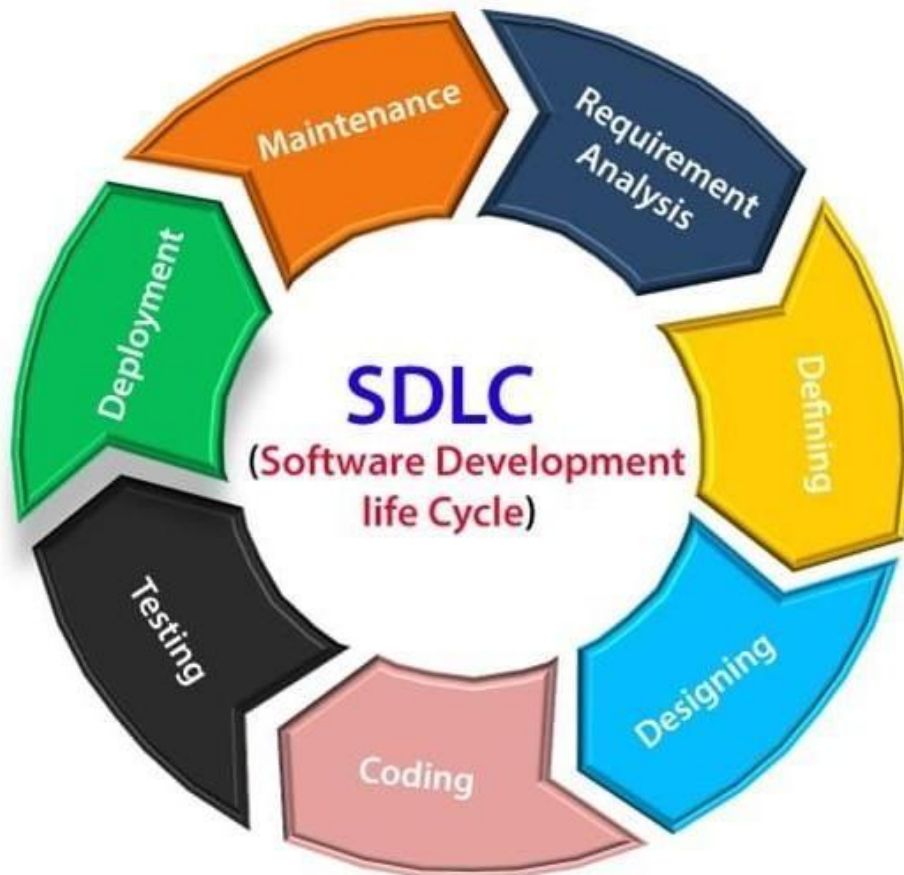 SDLC
(Software Development
life Cycle)
Requirement
Analysis
Defining
Designing
Coding
Testing
Deployment
Maintenance